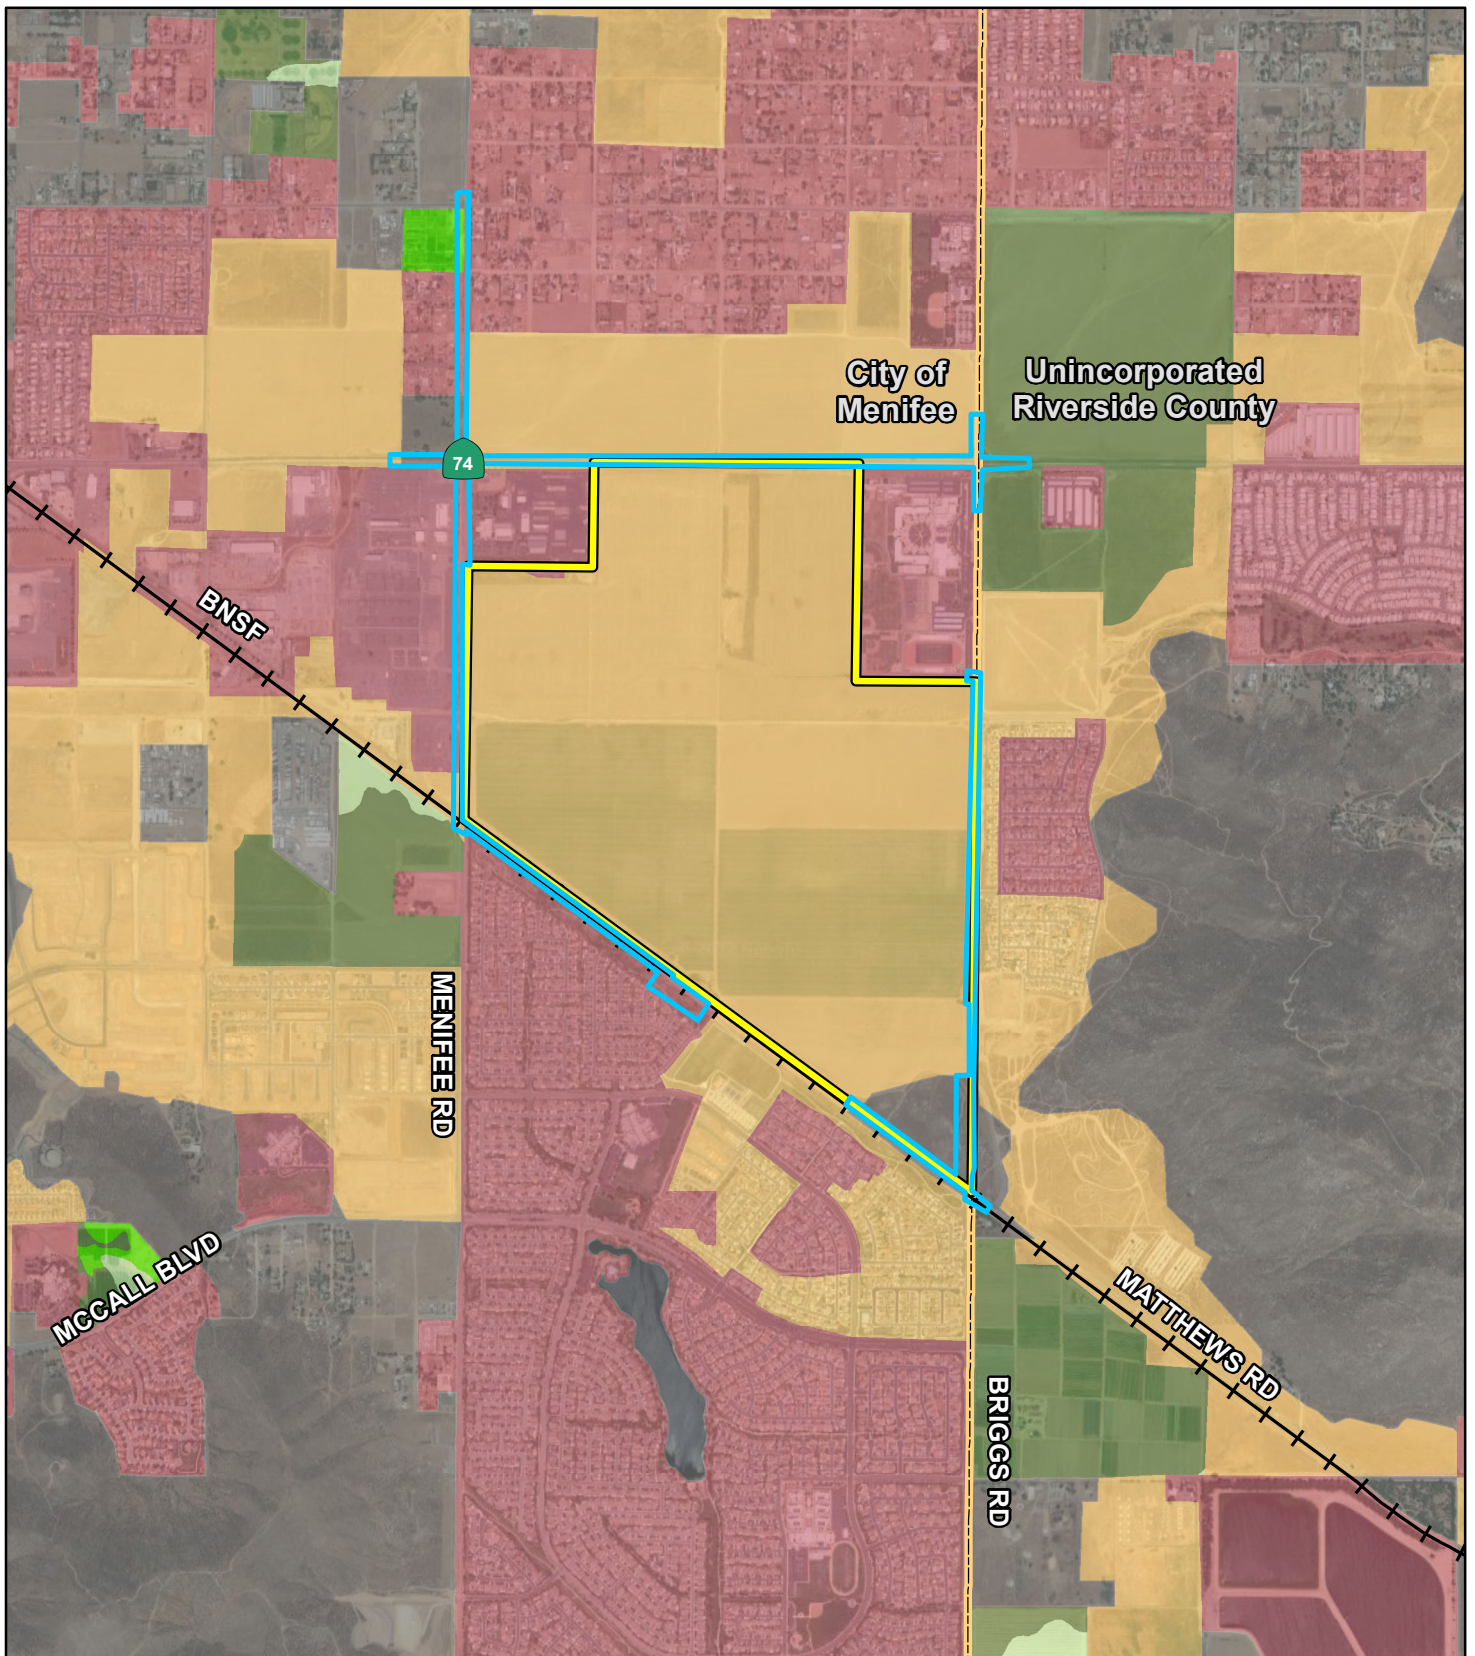 City of
Menifee
Unincorporated
Riverside County
74
BNSF
MENIFEE RD
MCCALL BLVD
MATTHEWS RD
BRIGGS RD